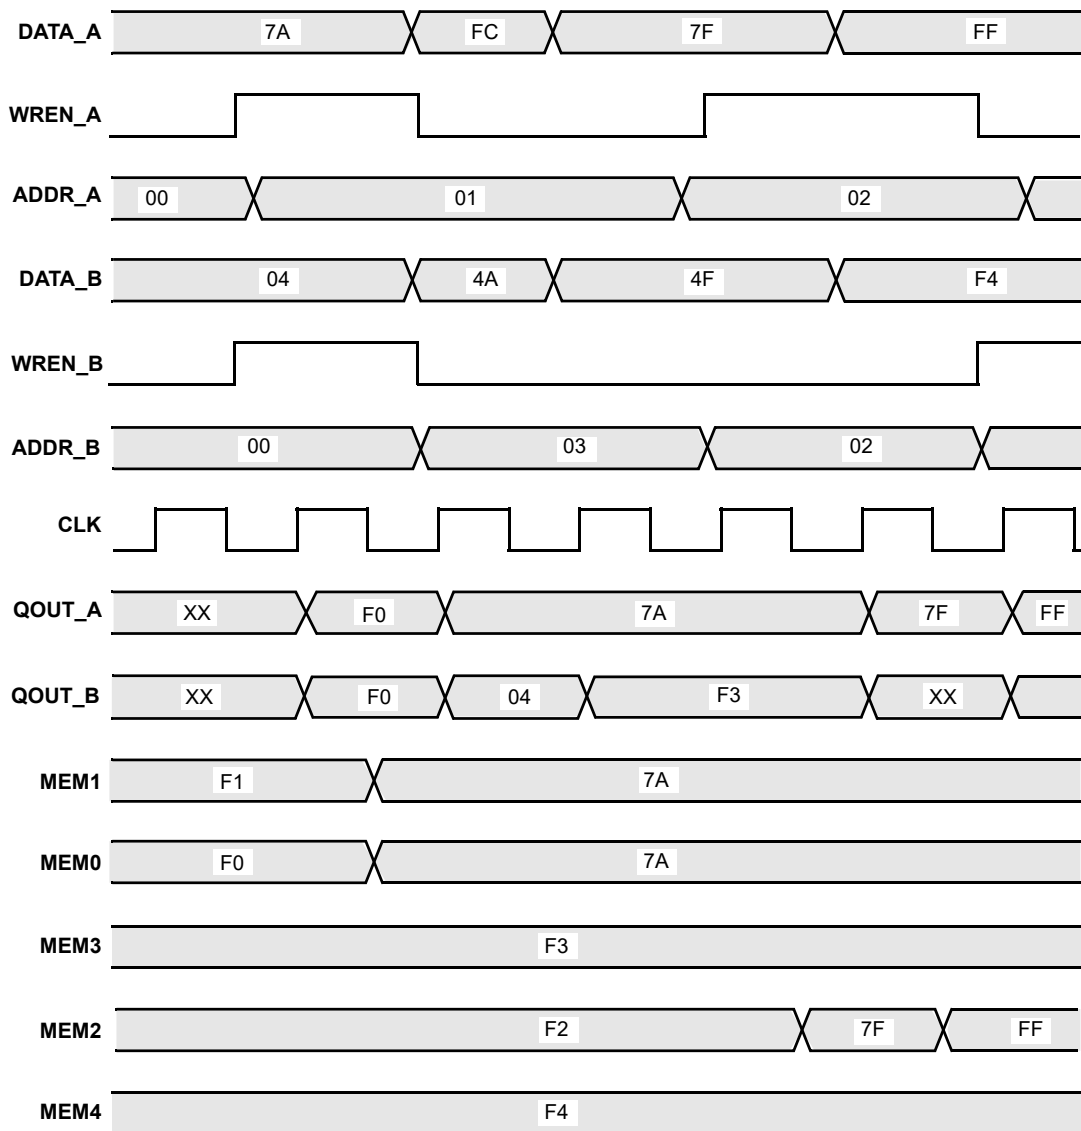 DATA_A 7A FC 7F FF
WREN_A
ADDR_A 00 01 02
DATA_B 04 4A 4F F4
WREN_B
ADDR_B 00 03 02
CLK
QOUT_A XX F0 7A 7F FF
QOUT_B XX F0 04 F3 XX
MEM1 F1 7A
MEM0 F0 7A
MEM3 F3
MEM2 F2 7F FF
MEM4 F4